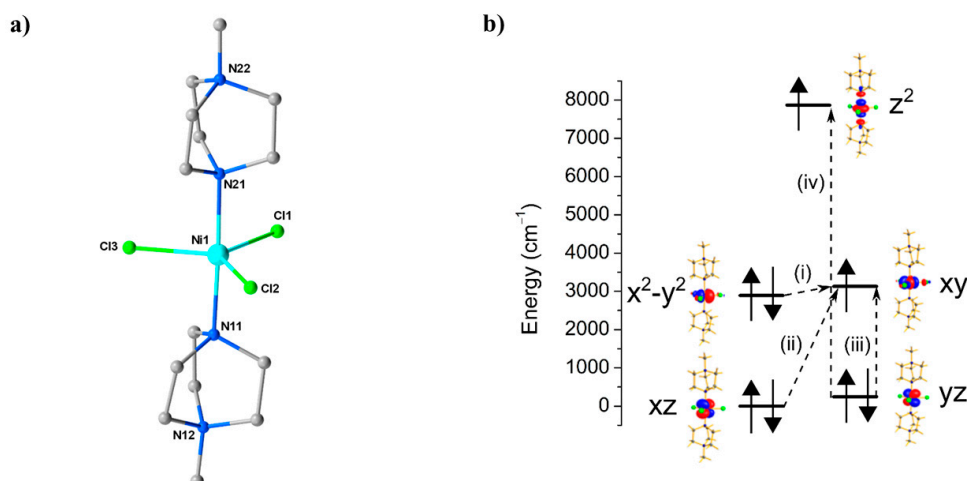 a)
N22
N21
Ni1
Cl1
Cl3
Cl2
N11
N12
b)
Energy (cm⁻¹)
8000
7000
6000
5000
4000
3000
2000
1000
0
z²
(iv)
x²-y²
(i)
xy
(ii)
(iii)
xz
yz